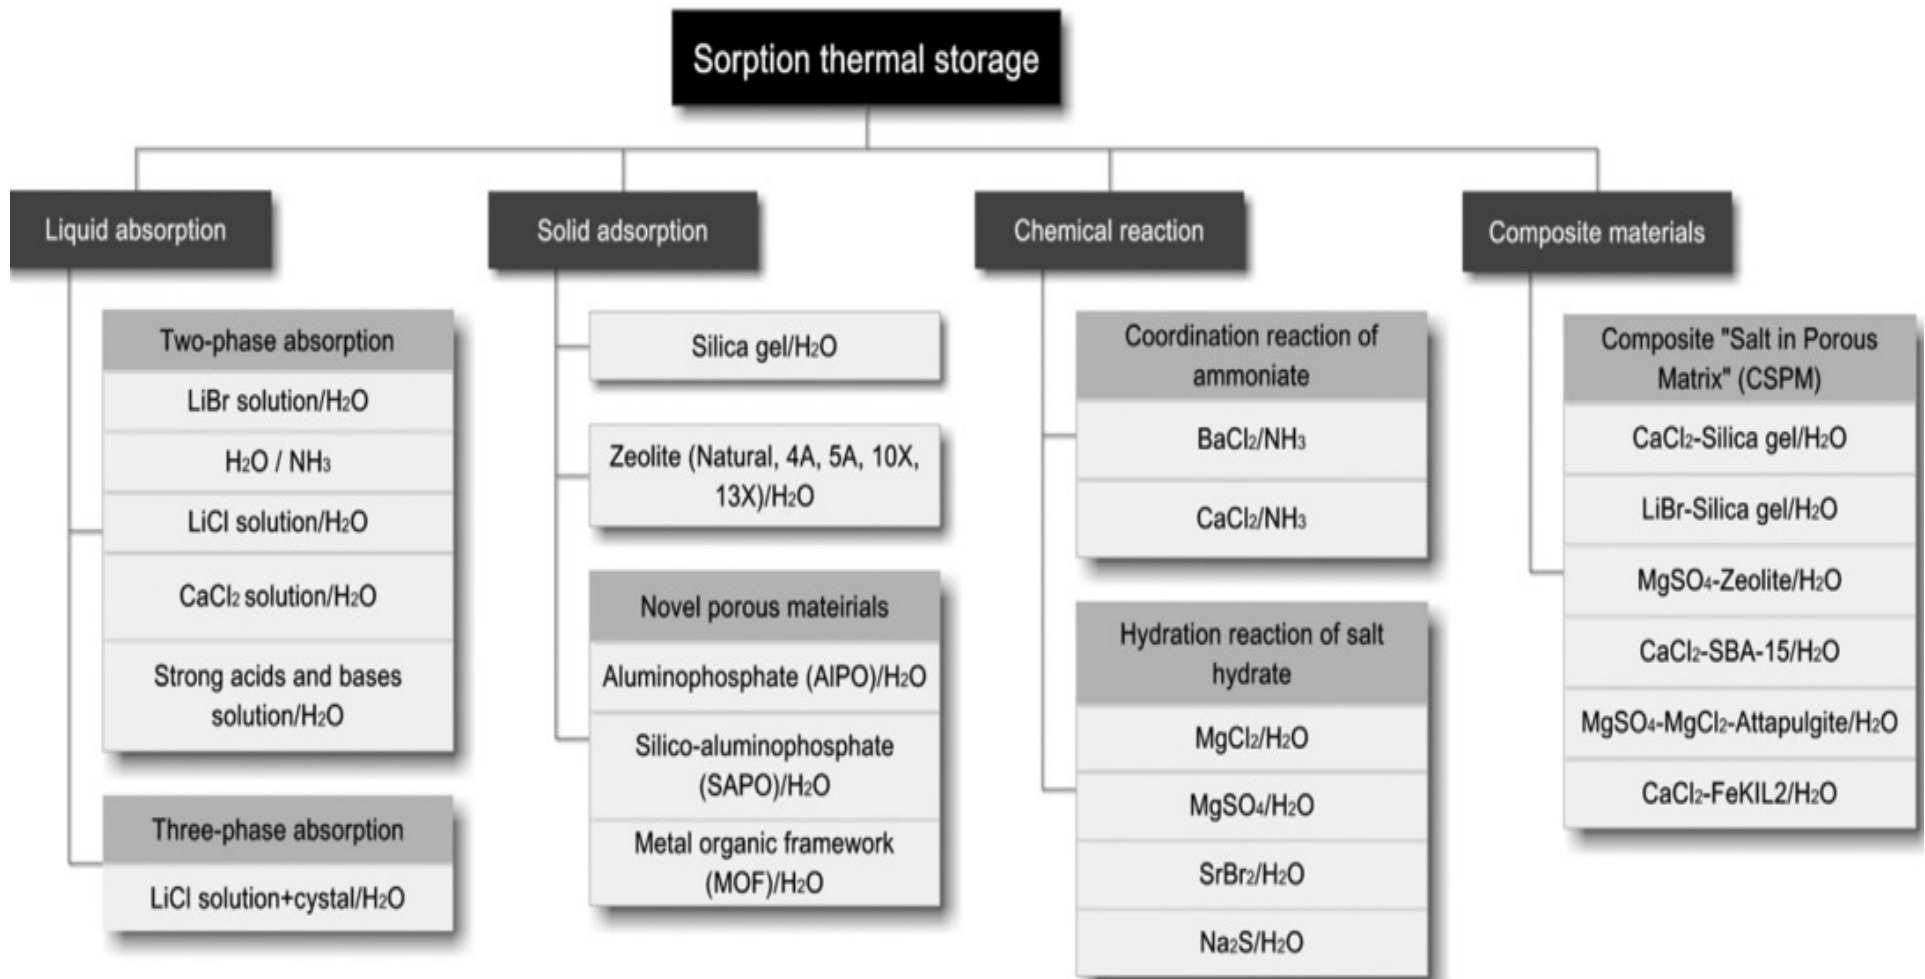 Sorption thermal storage
Liquid absorption
Two-phase absorption
LiBr solution/H₂O
H₂O / NH₃
LiCl solution/H₂O
CaCl₂ solution/H₂O
Strong acids and bases
solution/H₂O
Three-phase absorption
LiCl solution+cystal/H₂O
Solid adsorption
Silica gel/H₂O
Zeolite (Natural, 4A, 5A, 10X,
13X)/H₂O
Novel porous mateirials
Aluminophosphate (AlPO)/H₂O
Silico-aluminophosphate
(SAPO)/H₂O
Metal organic framework
(MOF)/H₂O
Chemical reaction
Coordination reaction of
ammoniate
BaCl₂/NH₃
CaCl₂/NH₃
Hydration reaction of salt
hydrate
MgCl₂/H₂O
MgSO₄/H₂O
SrBr₂/H₂O
Na₂S/H₂O
Composite materials
Composite "Salt in Porous
Matrix" (CSPM)
CaCl₂-Silica gel/H₂O
LiBr-Silica gel/H₂O
MgSO₄-Zeolite/H₂O
CaCl₂-SBA-15/H₂O
MgSO₄-MgCl₂-Attapulgite/H₂O
CaCl₂-FeKIL2/H₂O